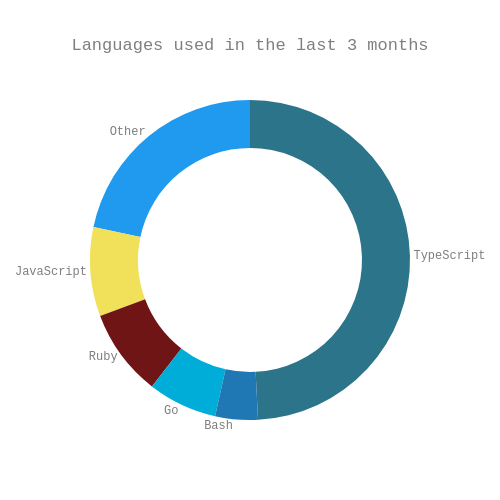 Languages used in the last 3 months
Other
TypeScript
JavaScript
Ruby
Go
Bash